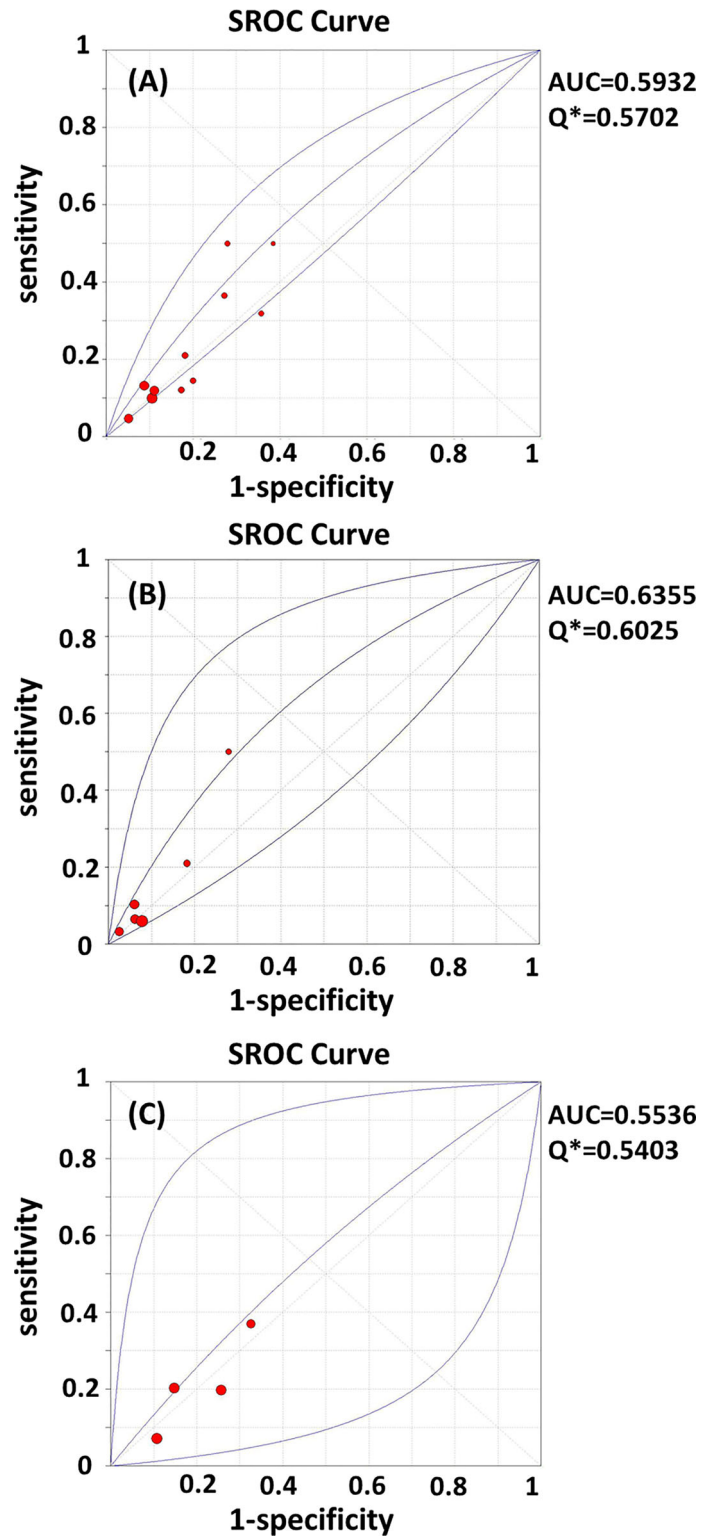 SROC Curve
(A)
AUC=0.5932
Q*=0.5702
1
0.8
0.6
0.4
0.2
0
sensitivity
0.2 0.4 0.6 0.8 1
1-specificity
SROC Curve
(B)
AUC=0.6355
Q*=0.6025
1
0.8
0.6
0.4
0.2
0
sensitivity
0.2 0.4 0.6 0.8 1
1-specificity
SROC Curve
(C)
AUC=0.5536
Q*=0.5403
1
0.8
0.6
0.4
0.2
0
sensitivity
0.2 0.4 0.6 0.8 1
1-specificity